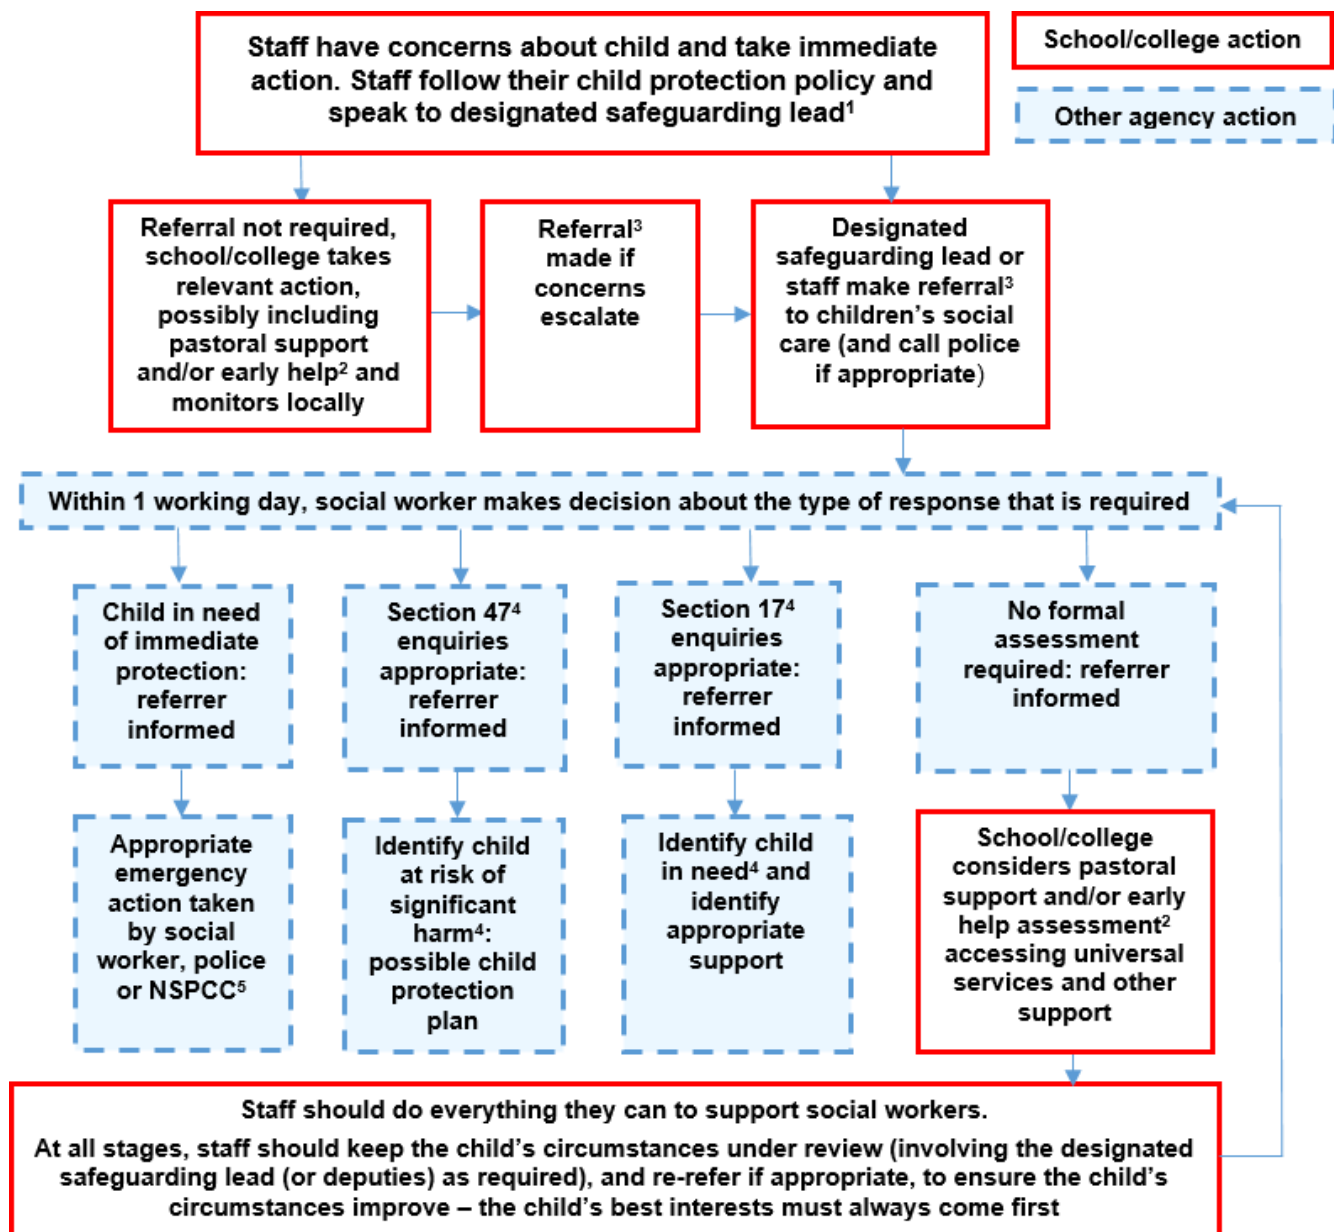 Staff have concerns about child and take immediate
action. Staff follow their child protection policy and
speak to designated safeguarding lead¹
School/college action
Other agency action
Referral not required,
school/college takes
relevant action,
possibly including
pastoral support
and/or early help² and
monitors locally
Referral³
made if
concerns
escalate
Designated
safeguarding lead or
staff make referral³
to children’s social
care (and call police
if appropriate)
Within 1 working day, social worker makes decision about the type of response that is required
Child in need
of immediate
protection:
referrer
informed
Section 47⁴
enquiries
appropriate:
referrer
informed
Section 17⁴
enquiries
appropriate:
referrer
informed
No formal
assessment
required: referrer
informed
Appropriate
emergency
action taken
by social
worker, police
or NSPCC⁵
Identify child
at risk of
significant
harm⁴:
possible child
protection
plan
Identify child
in need⁴ and
identify
appropriate
support
School/college
considers pastoral
support and/or early
help assessment²
accessing universal
services and other
support
Staff should do everything they can to support social workers.
At all stages, staff should keep the child’s circumstances under review (involving the designated
safeguarding lead (or deputies) as required), and re-refer if appropriate, to ensure the child’s
circumstances improve – the child’s best interests must always come first